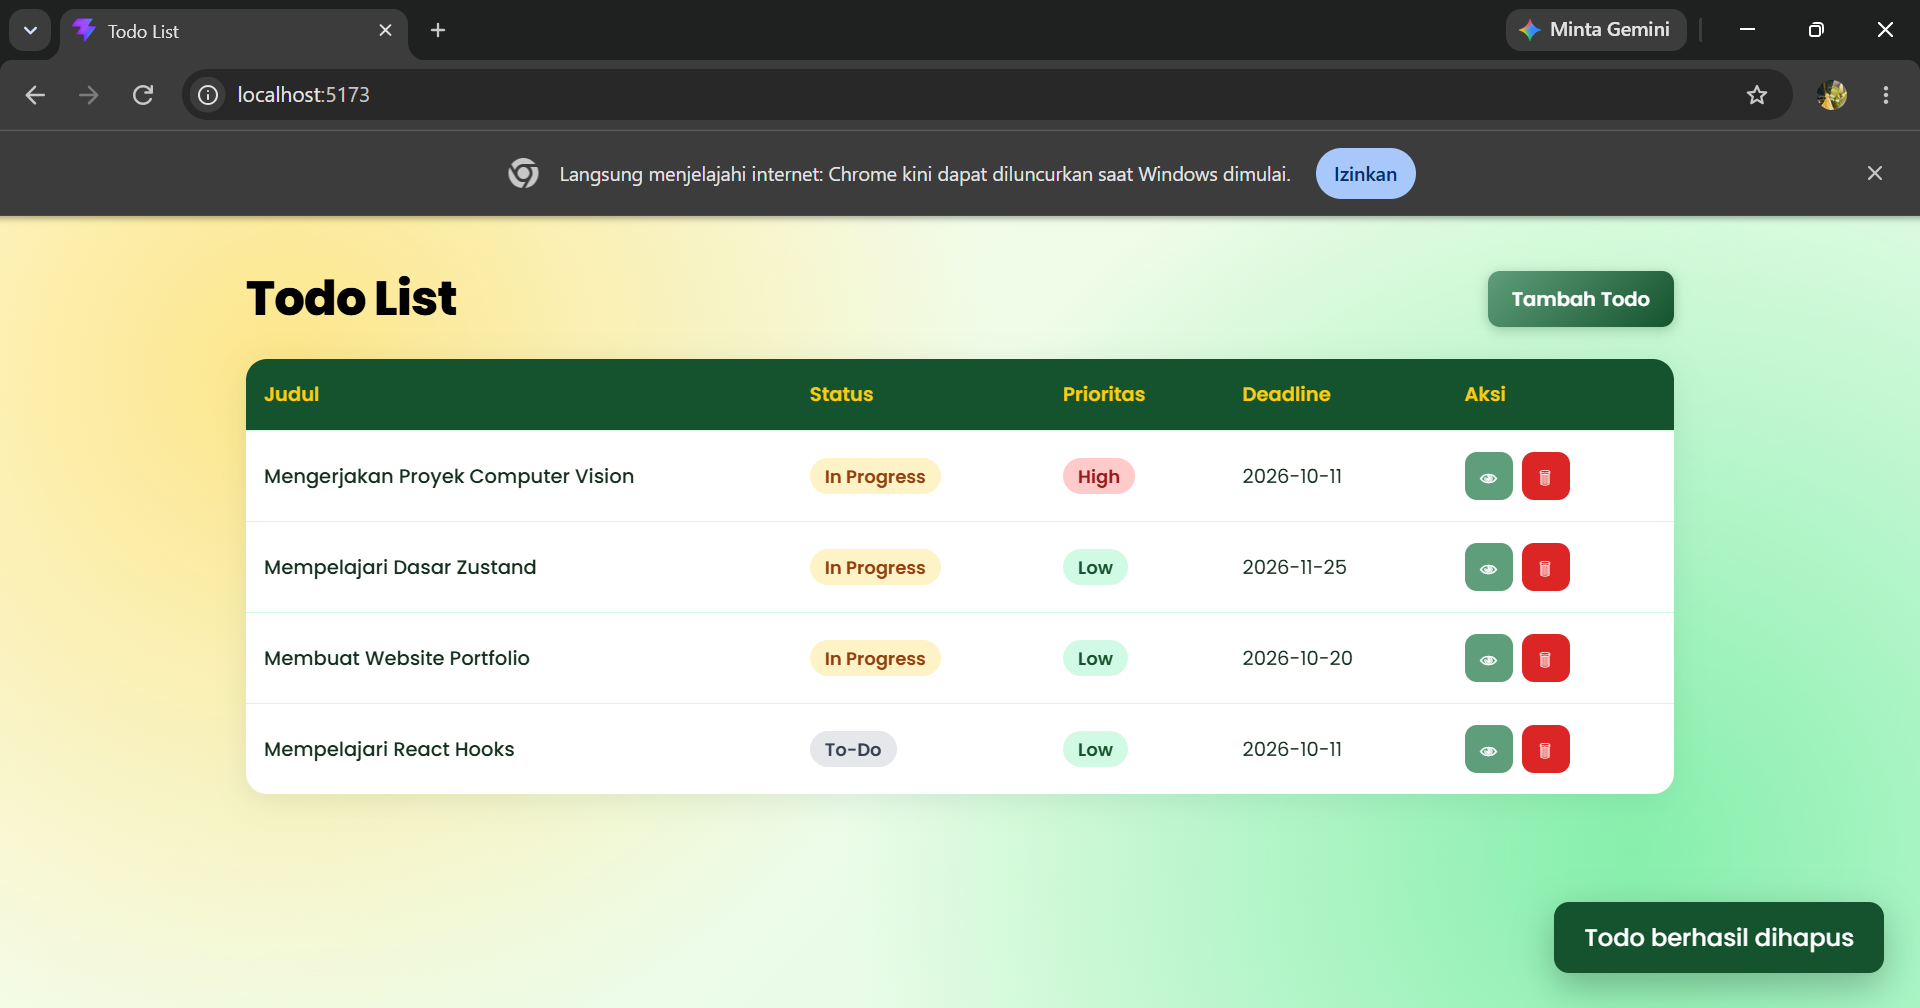 Todo List
Minta Gemini
localhost:5173
Langsung menjelajahi internet: Chrome kini dapat diluncurkan saat Windows dimulai. Izinkan
Todo List
Tambah Todo
Judul Status Prioritas Deadline Aksi
Mengerjakan Proyek Computer Vision In Progress High 2026-10-11
Mempelajari Dasar Zustand In Progress Low 2026-11-25
Membuat Website Portfolio In Progress Low 2026-10-20
Mempelajari React Hooks To-Do Low 2026-10-11
Todo berhasil dihapus